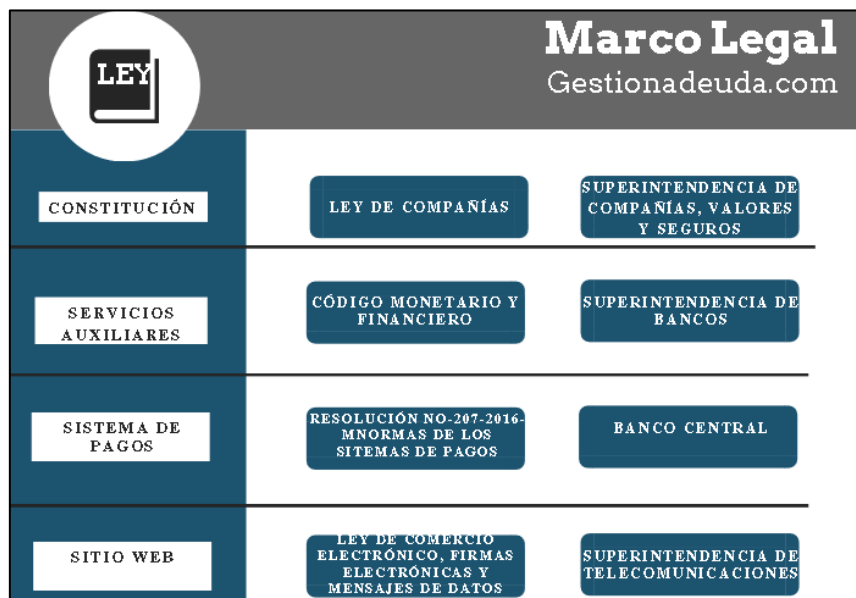 LEY
Marco Legal
Gestionadeuda.com
CONSTITUCIÓN
LEY DE COMPAÑÍAS
SUPERINTENDENCIA DE
COMPAÑÍAS, VALORES
Y SEGUROS
SERVICIOS
AUXILIARES
CÓDIGO MONETARIO Y
FINANCIERO
SUPERINTENDENCIA DE
BANCOS
SISTEMA DE
PAGOS
RESOLUCIÓN NO-207-2016-
MNORMAS DE LOS
SITEMAS DE PAGOS
BANCO CENTRAL
SITIO WEB
LEY DE COMERCIO
ELECTRÓNICO, FIRMAS
ELECTRÓNICAS Y
MENSAJES DE DATOS
SUPERINTENDENCIA DE
TELECOMUNICACIONES